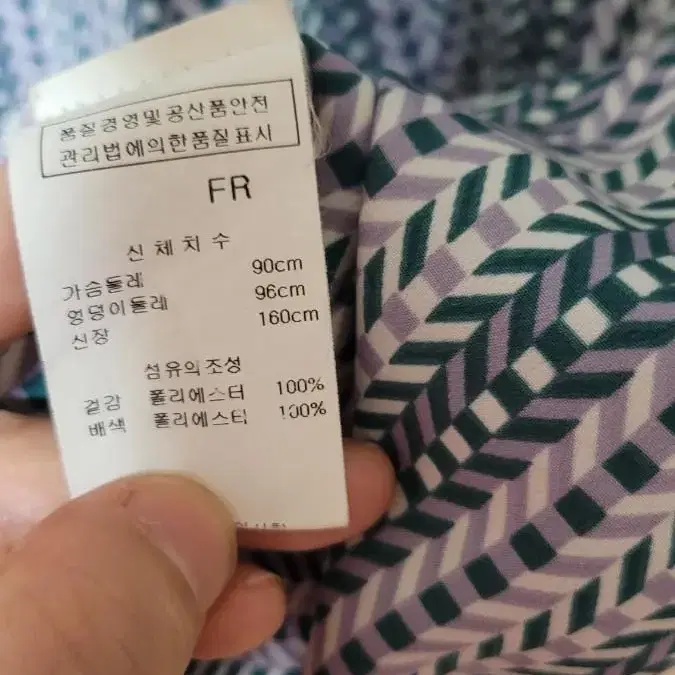 품질경영및공산품안전
관리법에의한품질표시
FR
신체치수
가슴둘레 90cm
엉덩이둘레 96cm
신장 160cm
섬유의조성
겉감 폴리에스터 100%
배색 폴리에스터 100%